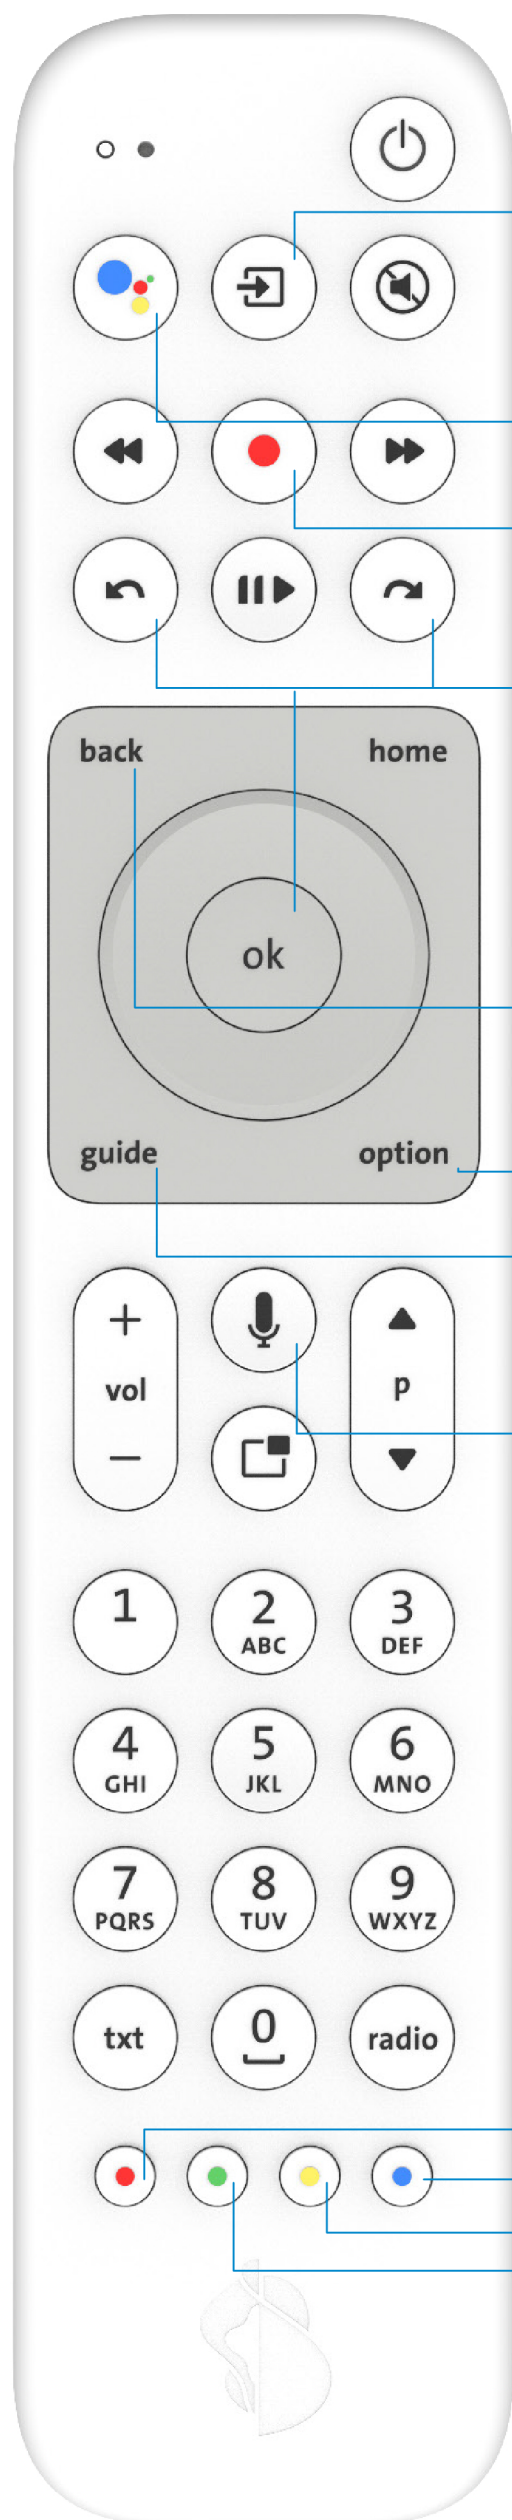 back home
ok
guide option
+
vol p
–
1 2 3
ABC DEF
4 5 6
GHI JKL MNO
7 8 9
PQRS TUV WXYZ
txt 0 radio